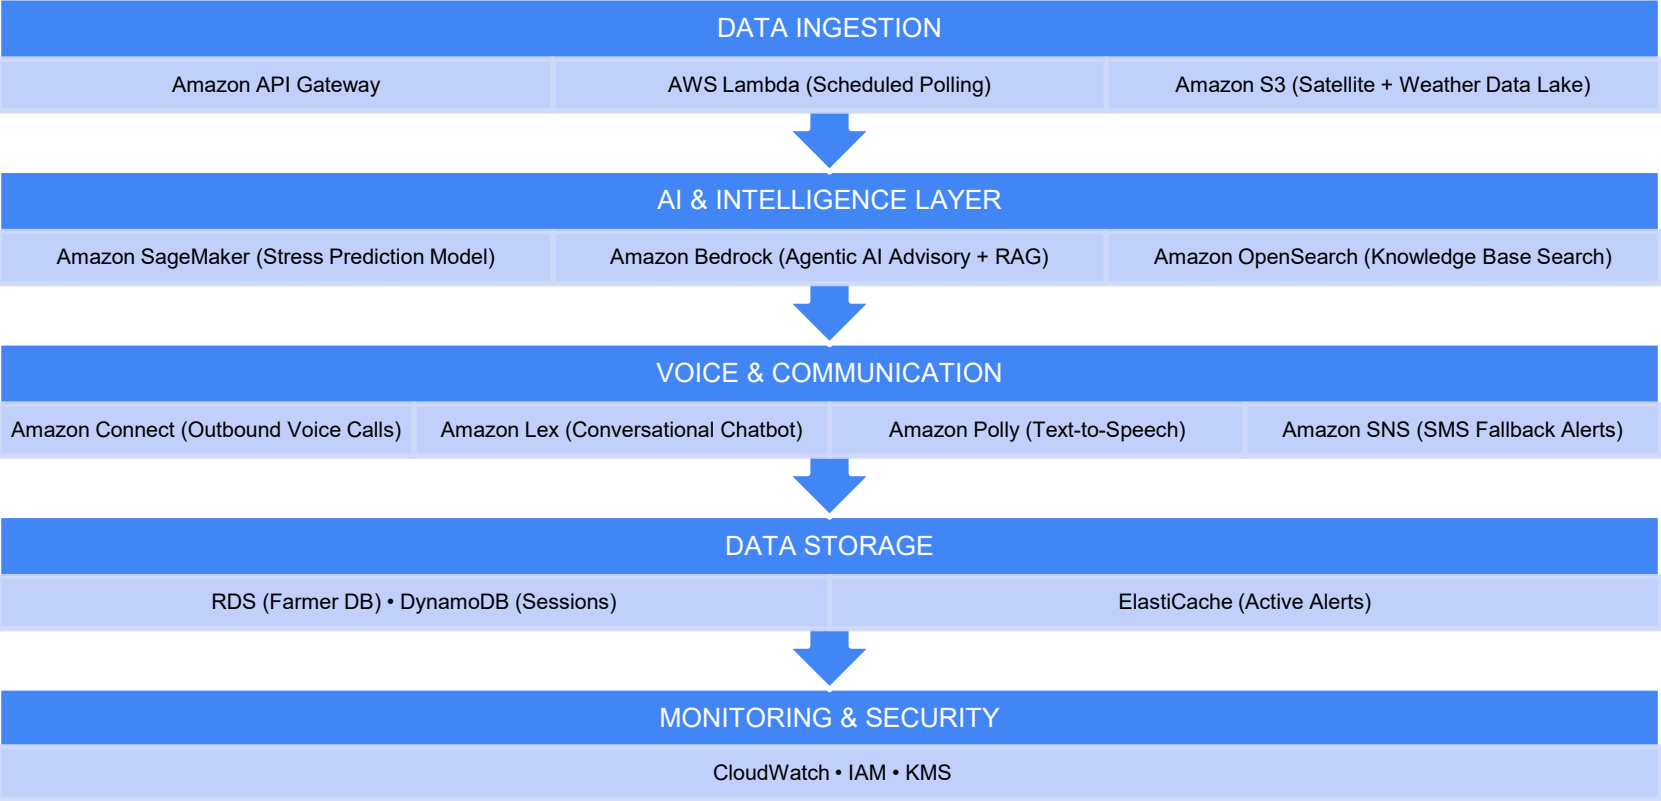 DATA INGESTION
Amazon API Gateway
AWS Lambda (Scheduled Polling)
Amazon S3 (Satellite + Weather Data Lake)
AI & INTELLIGENCE LAYER
Amazon SageMaker (Stress Prediction Model)
Amazon Bedrock (Agentic AI Advisory + RAG)
Amazon OpenSearch (Knowledge Base Search)
VOICE & COMMUNICATION
Amazon Connect (Outbound Voice Calls)
Amazon Lex (Conversational Chatbot)
Amazon Polly (Text-to-Speech)
Amazon SNS (SMS Fallback Alerts)
DATA STORAGE
RDS (Farmer DB) • DynamoDB (Sessions)
ElastiCache (Active Alerts)
MONITORING & SECURITY
CloudWatch • IAM • KMS